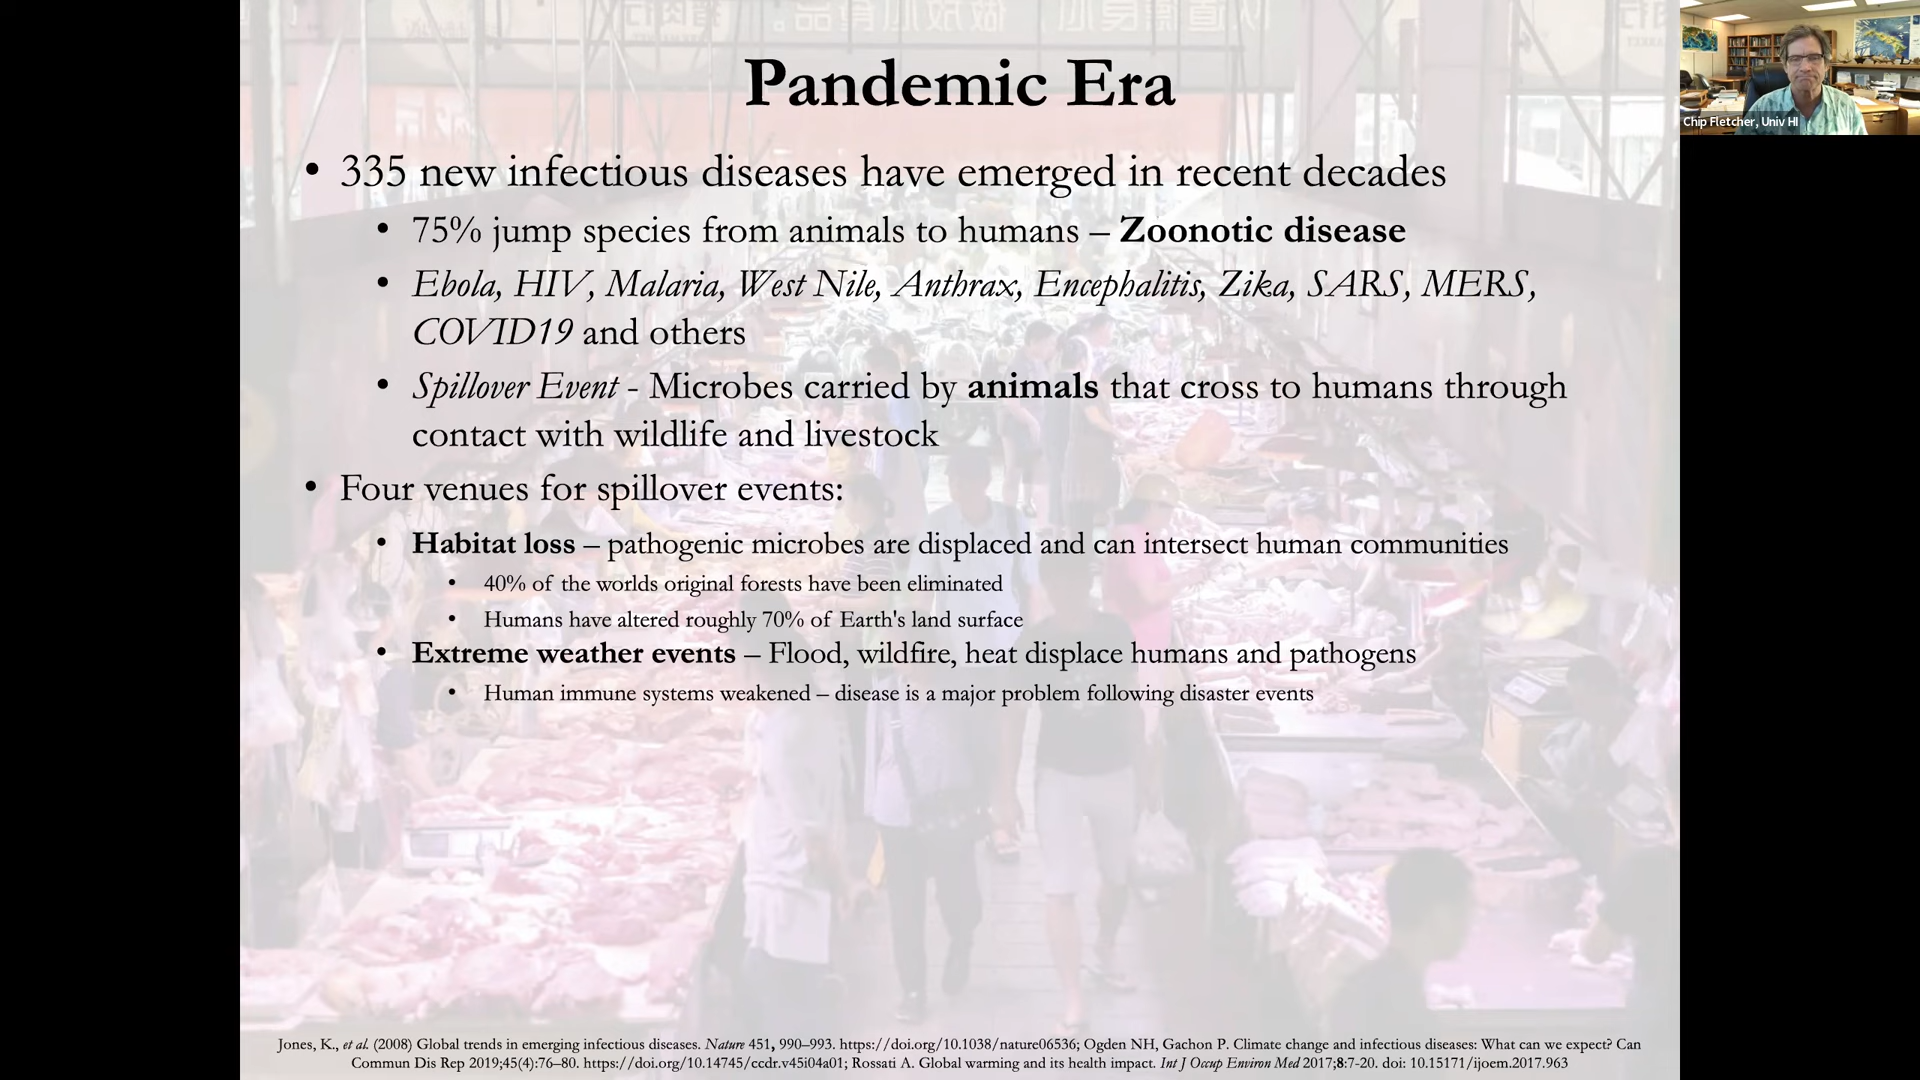 Pandemic Era
Chip Fletcher, Univ HI
• 335 new infectious diseases have emerged in recent decades
• 75% jump species from animals to humans – Zoonotic disease
• Ebola, HIV, Malaria, West Nile, Anthrax, Encephalitis, Zika, SARS, MERS,
COVID19 and others
• Spillover Event - Microbes carried by animals that cross to humans through
contact with wildlife and livestock
• Four venues for spillover events:
• Habitat loss – pathogenic microbes are displaced and can intersect human communities
• 40% of the worlds original forests have been eliminated
• Humans have altered roughly 70% of Earth's land surface
• Extreme weather events – Flood, wildfire, heat displace humans and pathogens
• Human immune systems weakened – disease is a major problem following disaster events
Jones, K., et al. (2008) Global trends in emerging infectious diseases. Nature 451, 990–993. https://doi.org/10.1038/nature06536; Ogden NH, Gachon P. Climate change and infectious diseases: What can we expect? Can
Commun Dis Rep 2019;45(4):76–80. https://doi.org/10.14745/ccdr.v45i04a01; Rossati A. Global warming and its health impact. Int J Occup Environ Med 2017;8:7-20. doi: 10.15171/ijoem.2017.963